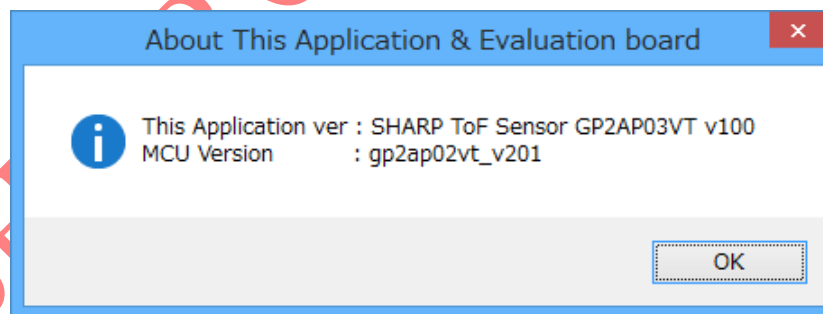 About This Application & Evaluation board
This Application ver : SHARP ToF Sensor GP2AP03VT v100
MCU Version : gp2ap02vt_v201
OK